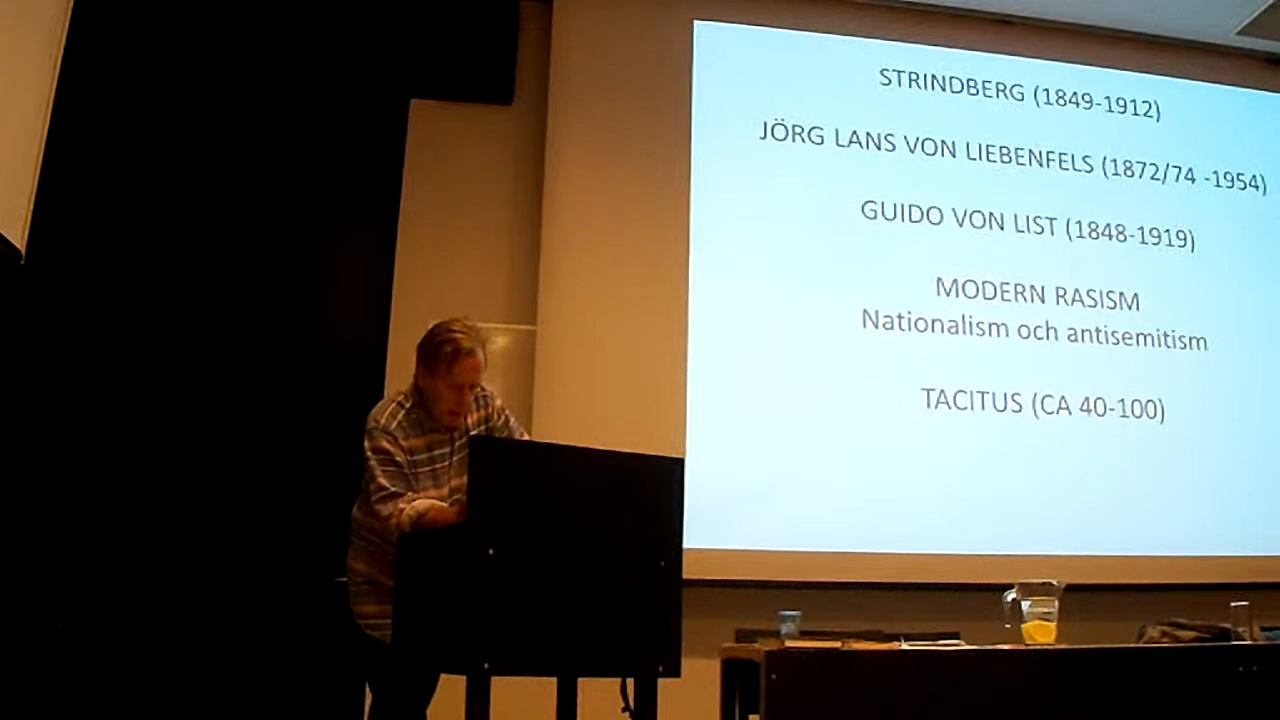 STRINDBERG (1849-1912)
JÖRG LANS VON LIEBENFELS (1872/74 -1954)
GUIDO VON LIST (1848-1919)
MODERN RASISM
Nationalism och antisemitism
TACITUS (CA 40-100)